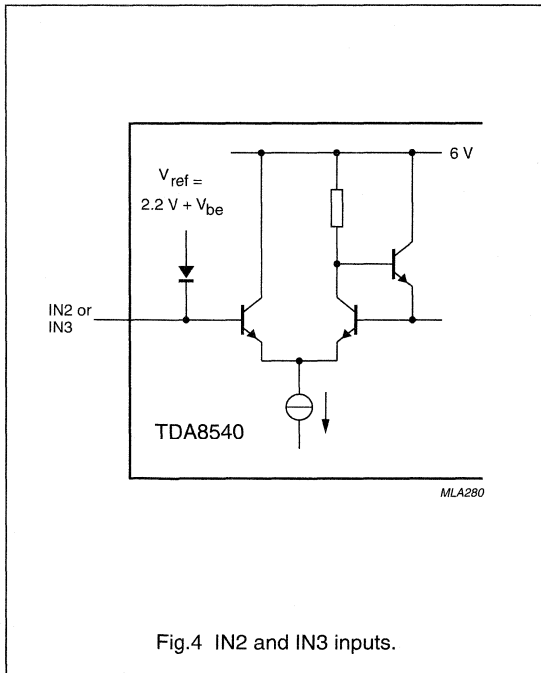 6 V
V_ref =
2.2 V + V_be
IN2 or
IN3
TDA8540
MLA280
Fig.4 IN2 and IN3 inputs.